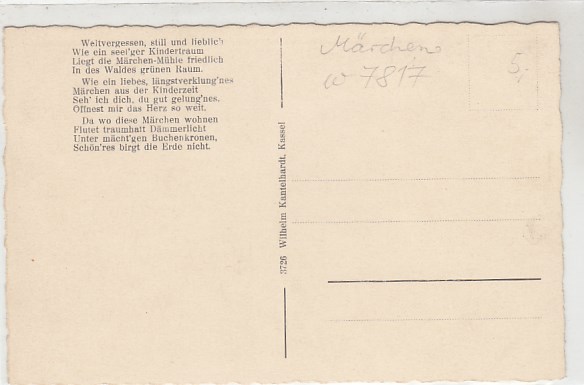 Weltvergessen, still und lieblich
Wie ein seel'ger Kindertraum
Liegt die Märchen-Mühle friedlich
In des Waldes grünen Raum.
Wie ein liebes, längstverklung'nes
Märchen aus der Kinderzeit
Seh' ich dich, du gut gelung'nes,
Öffnest mir das Herz so weit.
Da wo diese Märchen wohnen
Flutet traumhaft Dämmerlicht
Unter mächt'gen Buchenkronen,
Schön'res birgt die Erde nicht.
3726 Wilhelm Kantelhardt, Kassel
Märchen
w 7817
5,-